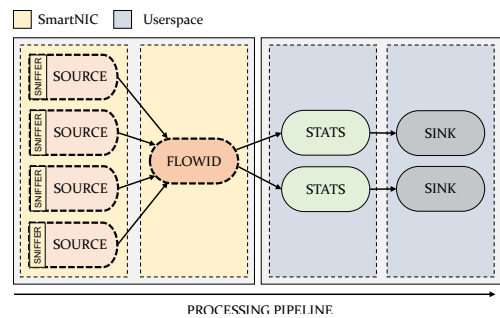 SmartNIC Userspace
SNIFFER SOURCE
SNIFFER SOURCE
SNIFFER SOURCE
SNIFFER SOURCE
FLOWID
STATS SINK
STATS SINK
PROCESSING PIPELINE